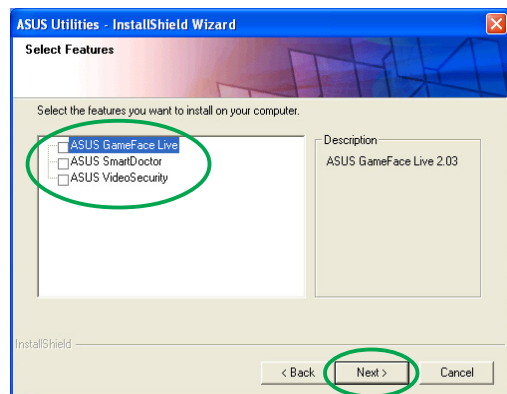 ASUS Utilities - InstallShield Wizard
Select Features
Select the features you want to install on your computer.
ASUS GameFace Live
ASUS SmartDoctor
ASUS VideoSecurity
Description
ASUS GameFace Live 2.03
InstallShield
< Back
Next >
Cancel